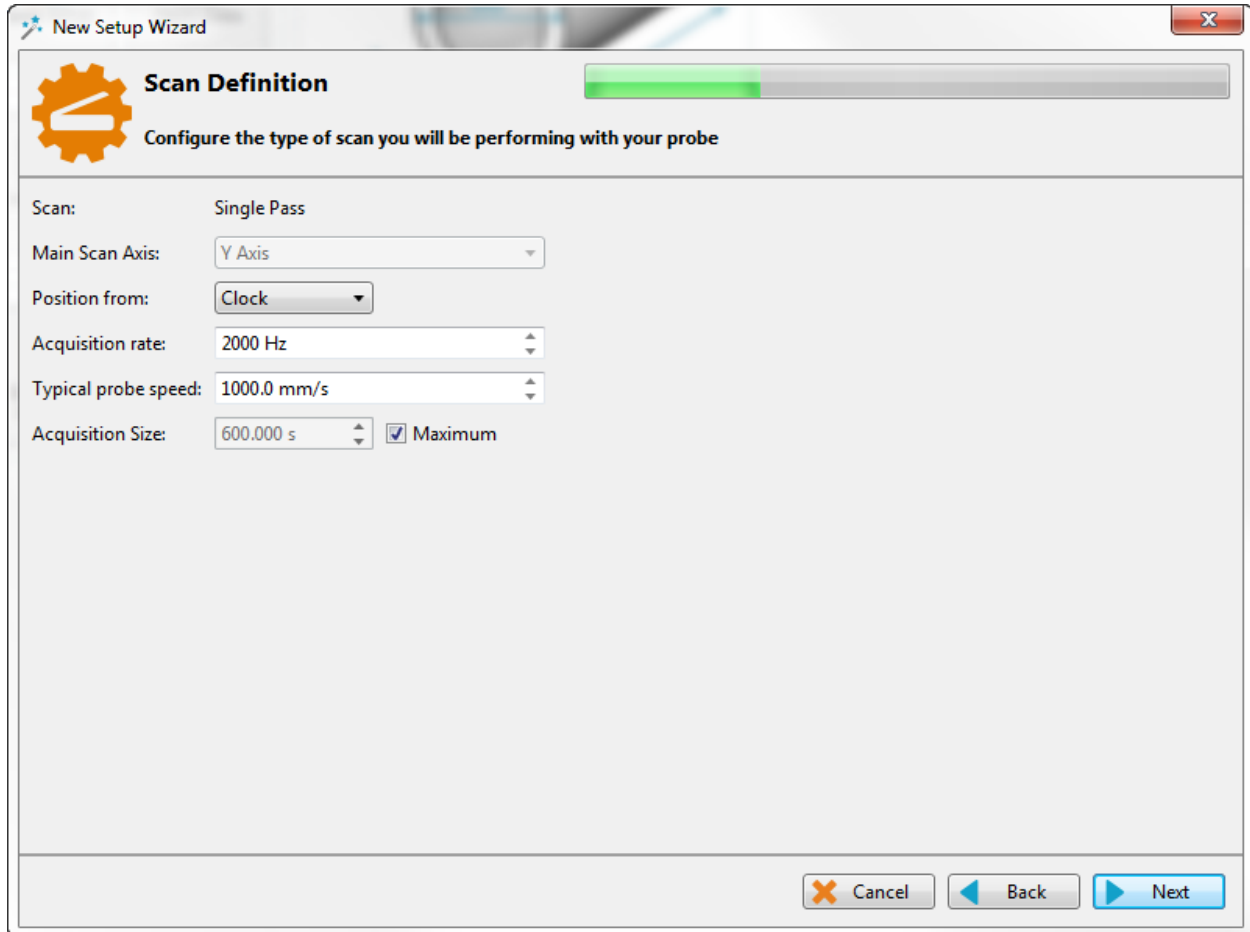 New Setup Wizard
Scan Definition
Configure the type of scan you will be performing with your probe
Scan: Single Pass
Main Scan Axis: Y Axis
Position from: Clock
Acquisition rate: 2000 Hz
Typical probe speed: 1000.0 mm/s
Acquisition Size: 600.000 s Maximum
Cancel Back Next